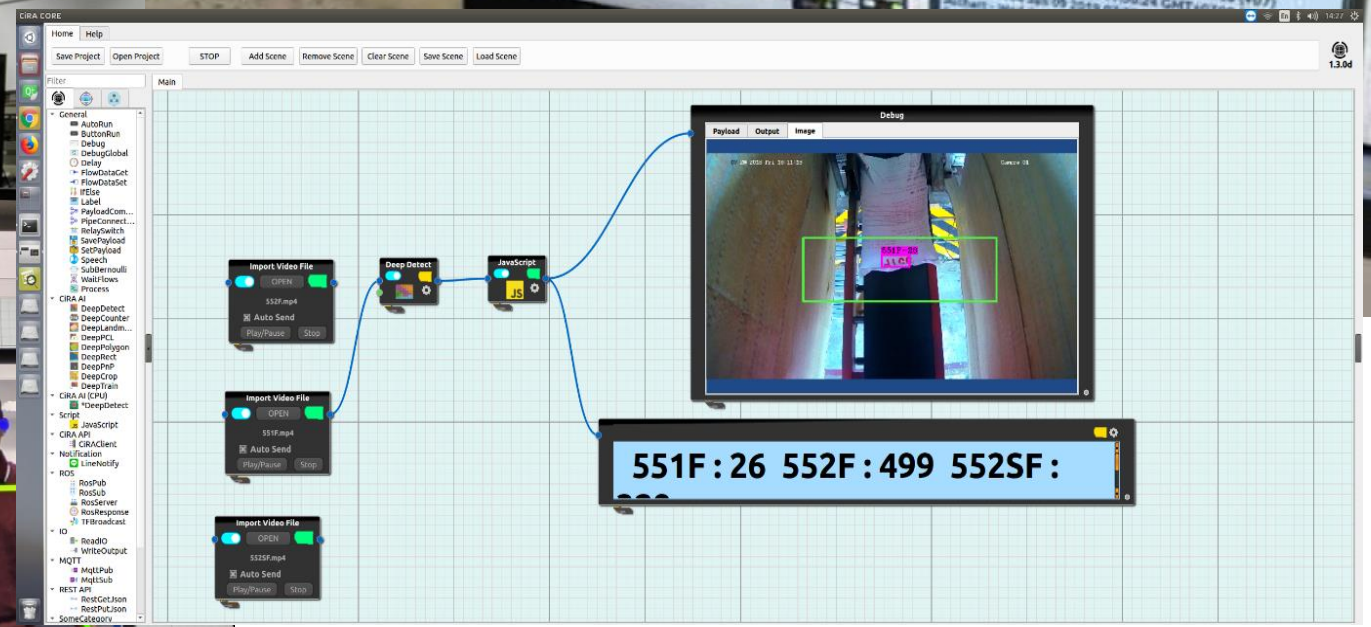 CiRA CORE
En
14:27
Home Help
Save Project Open Project STOP Add Scene Remove Scene Clear Scene Save Scene Load Scene
1.3.0d
Filter
Main
General
AutoRun
ButtonRun
Debug
DebugGlobal
Delay
FlowDataGet
FlowDataSet
IfElse
Label
PayloadCom...
PipeConnect...
RelaySwitch
SavePayload
SetPayload
Speech
SubBernoulli
WaitFlows
Process
CiRA AI
DeepDetect
DeepCounter
DeepLandm...
DeepPCL
DeepPolygon
DeepRect
DeepPnP
DeepCrop
DeepTrain
CiRA AI (CPU)
*DeepDetect
Script
JavaScript
CiRA API
CiRAClient
Notification
LineNotify
ROS
RosPub
RosSub
RosServer
RosResponse
TFBroadcast
IO
ReadIO
WriteOutput
MQTT
MqttPub
MqttSub
REST API
RestGetJson
RestPutJson
SomeCategory
Import Video File
OPEN
552F.mp4
Auto Send
Play/Pause Stop
Import Video File
OPEN
551F.mp4
Auto Send
Play/Pause Stop
Import Video File
OPEN
552SF.mp4
Auto Send
Play/Pause Stop
Deep Detect
JavaScript
JS
Debug
Payload Output Image
Camera 01
551F:26 552F:499 552SF: